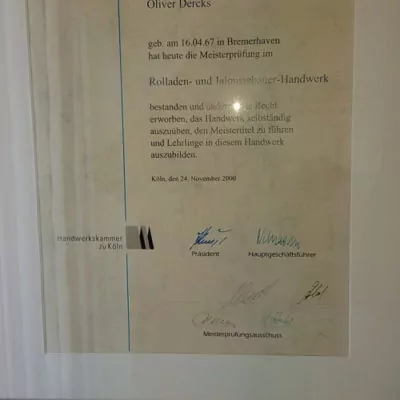 Oliver Dercks
geb. am 16.04.67 in Bremerhaven
hat heute die Meisterprüfung im
Rolladen- und Jalousiebauer-Handwerk
bestanden und das Recht
erworben, das Handwerk selbständig
auszuüben, den Meistertitel zu führen
und Lehrlinge in diesem Handwerk
auszubilden.
Köln, den 24. November 2000
Handwerkskammer
zu Köln
Präsident
Hauptgeschäftsführer
Meisterprüfungsausschuss